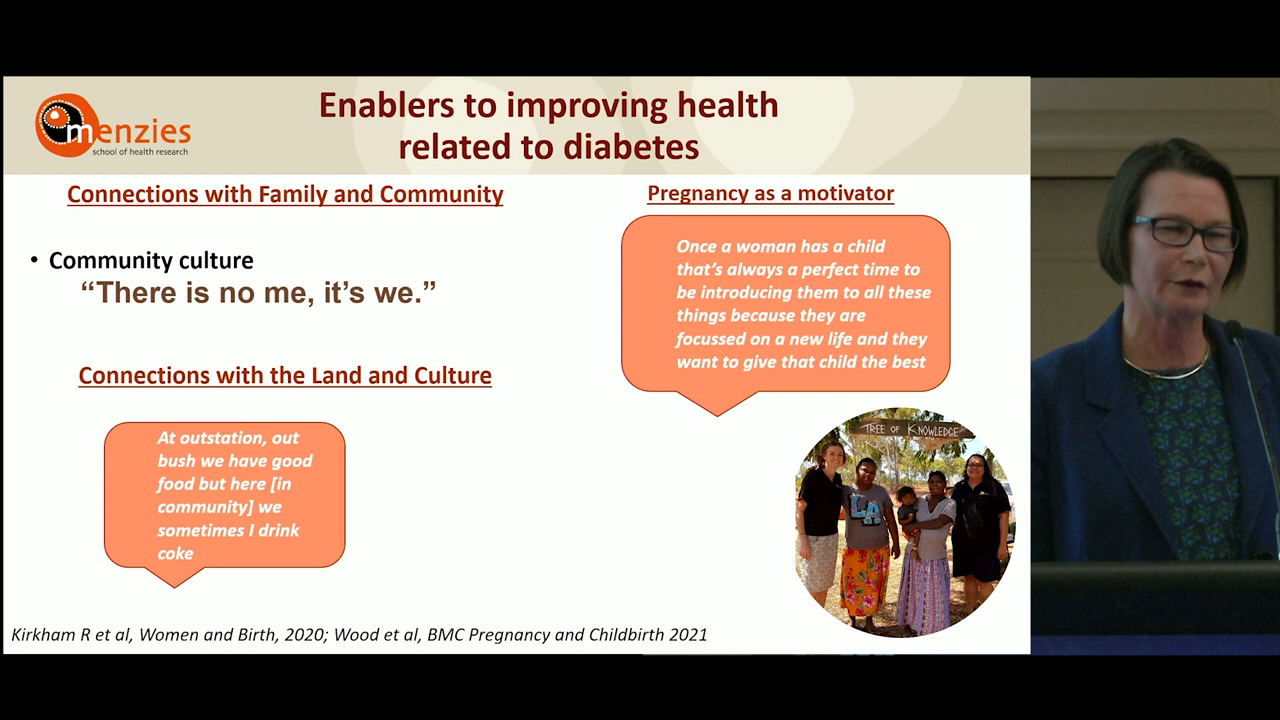 menzies
school of health research
Enablers to improving health
related to diabetes
Connections with Family and Community
• Community culture
“There is no me, it’s we.”
Connections with the Land and Culture
At outstation, out
bush we have good
food but here [in
community] we
sometimes I drink
coke
Pregnancy as a motivator
Once a woman has a child
that’s always a perfect time to
be introducing them to all these
things because they are
focussed on a new life and they
want to give that child the best
TREE OF KNOWLEDGE
LA
Kirkham R et al, Women and Birth, 2020; Wood et al, BMC Pregnancy and Childbirth 2021